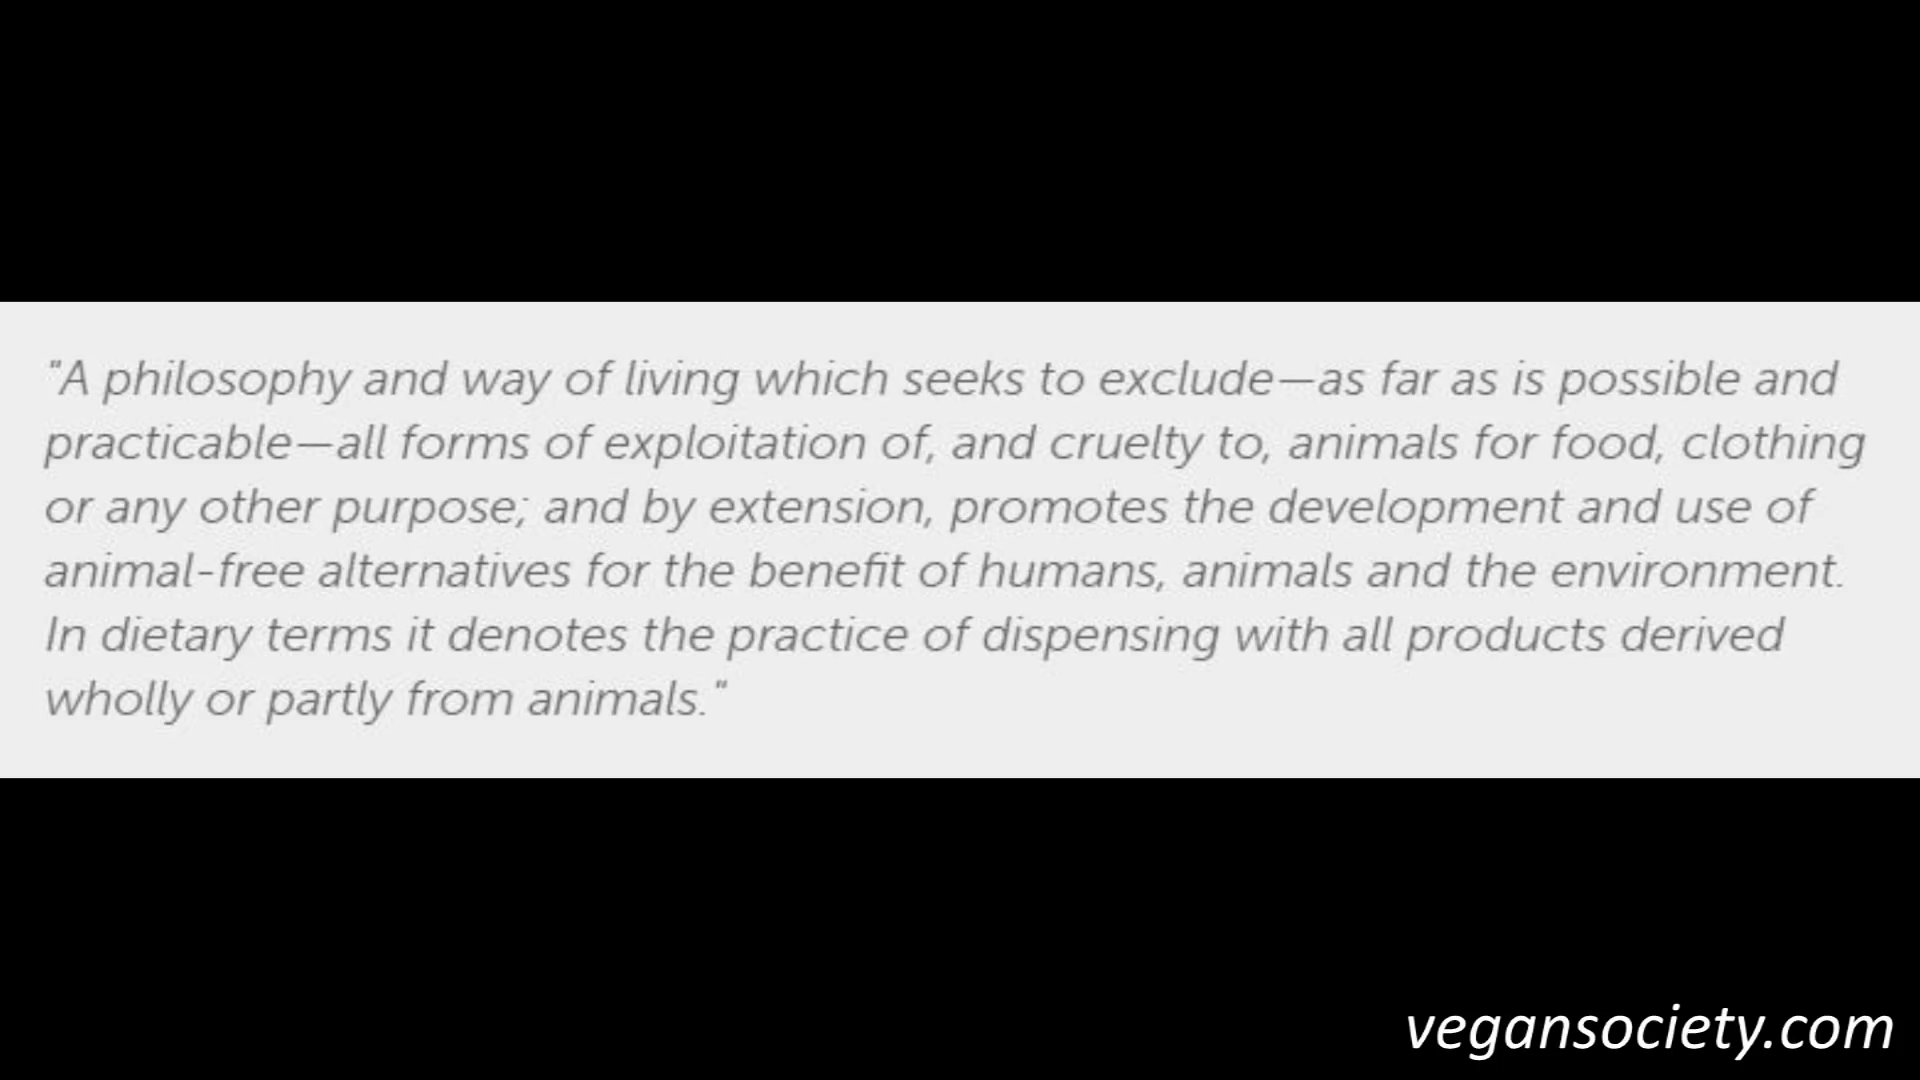 "A philosophy and way of living which seeks to exclude—as far as is possible and
practicable—all forms of exploitation of, and cruelty to, animals for food, clothing
or any other purpose; and by extension, promotes the development and use of
animal-free alternatives for the benefit of humans, animals and the environment.
In dietary terms it denotes the practice of dispensing with all products derived
wholly or partly from animals."
vegansociety.com